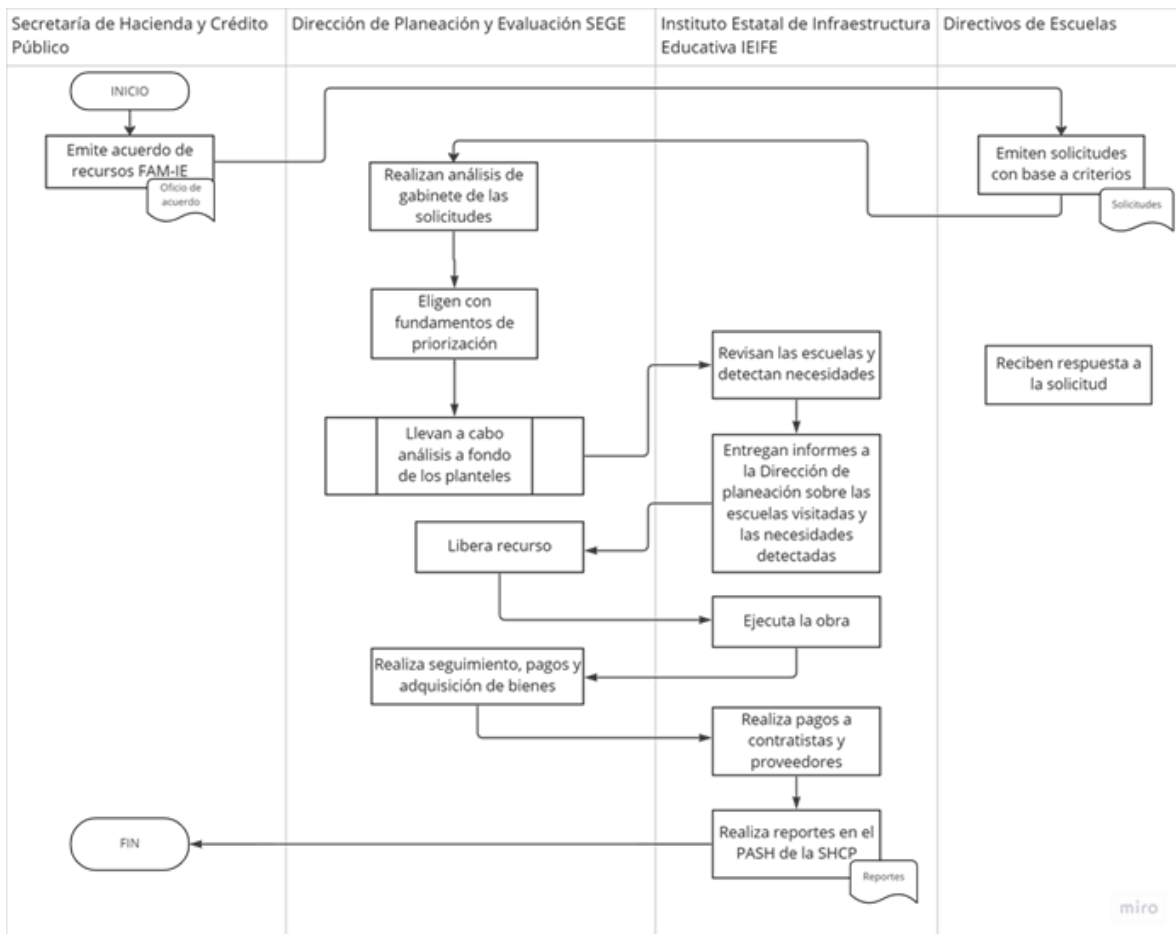 Secretaría de Hacienda y Crédito
Público
Dirección de Planeación y Evaluación SEGE
Instituto Estatal de Infraestructura
Educativa IEIFE
Directivos de Escuelas
INICIO
Emite acuerdo de
recursos FAM-IE
Oficio de
acuerdo
Emiten solicitudes
con base a criterios
Solicitudes
Realizan análisis de
gabinete de las
solicitudes
Eligen con
fundamentos de
priorización
Llevan a cabo
análisis a fondo
de los planteles
Revisan las escuelas y
detectan necesidades
Reciben respuesta a
la solicitud
Entregan informes a
la Dirección de
planeación sobre las
escuelas visitadas y
las necesidades
detectadas
Libera recurso
Ejecuta la obra
Realiza seguimiento, pagos y
adquisición de bienes
Realiza pagos a
contratistas y
proveedores
Realiza reportes en el
PASH de la SHCP
Reportes
FIN
miro